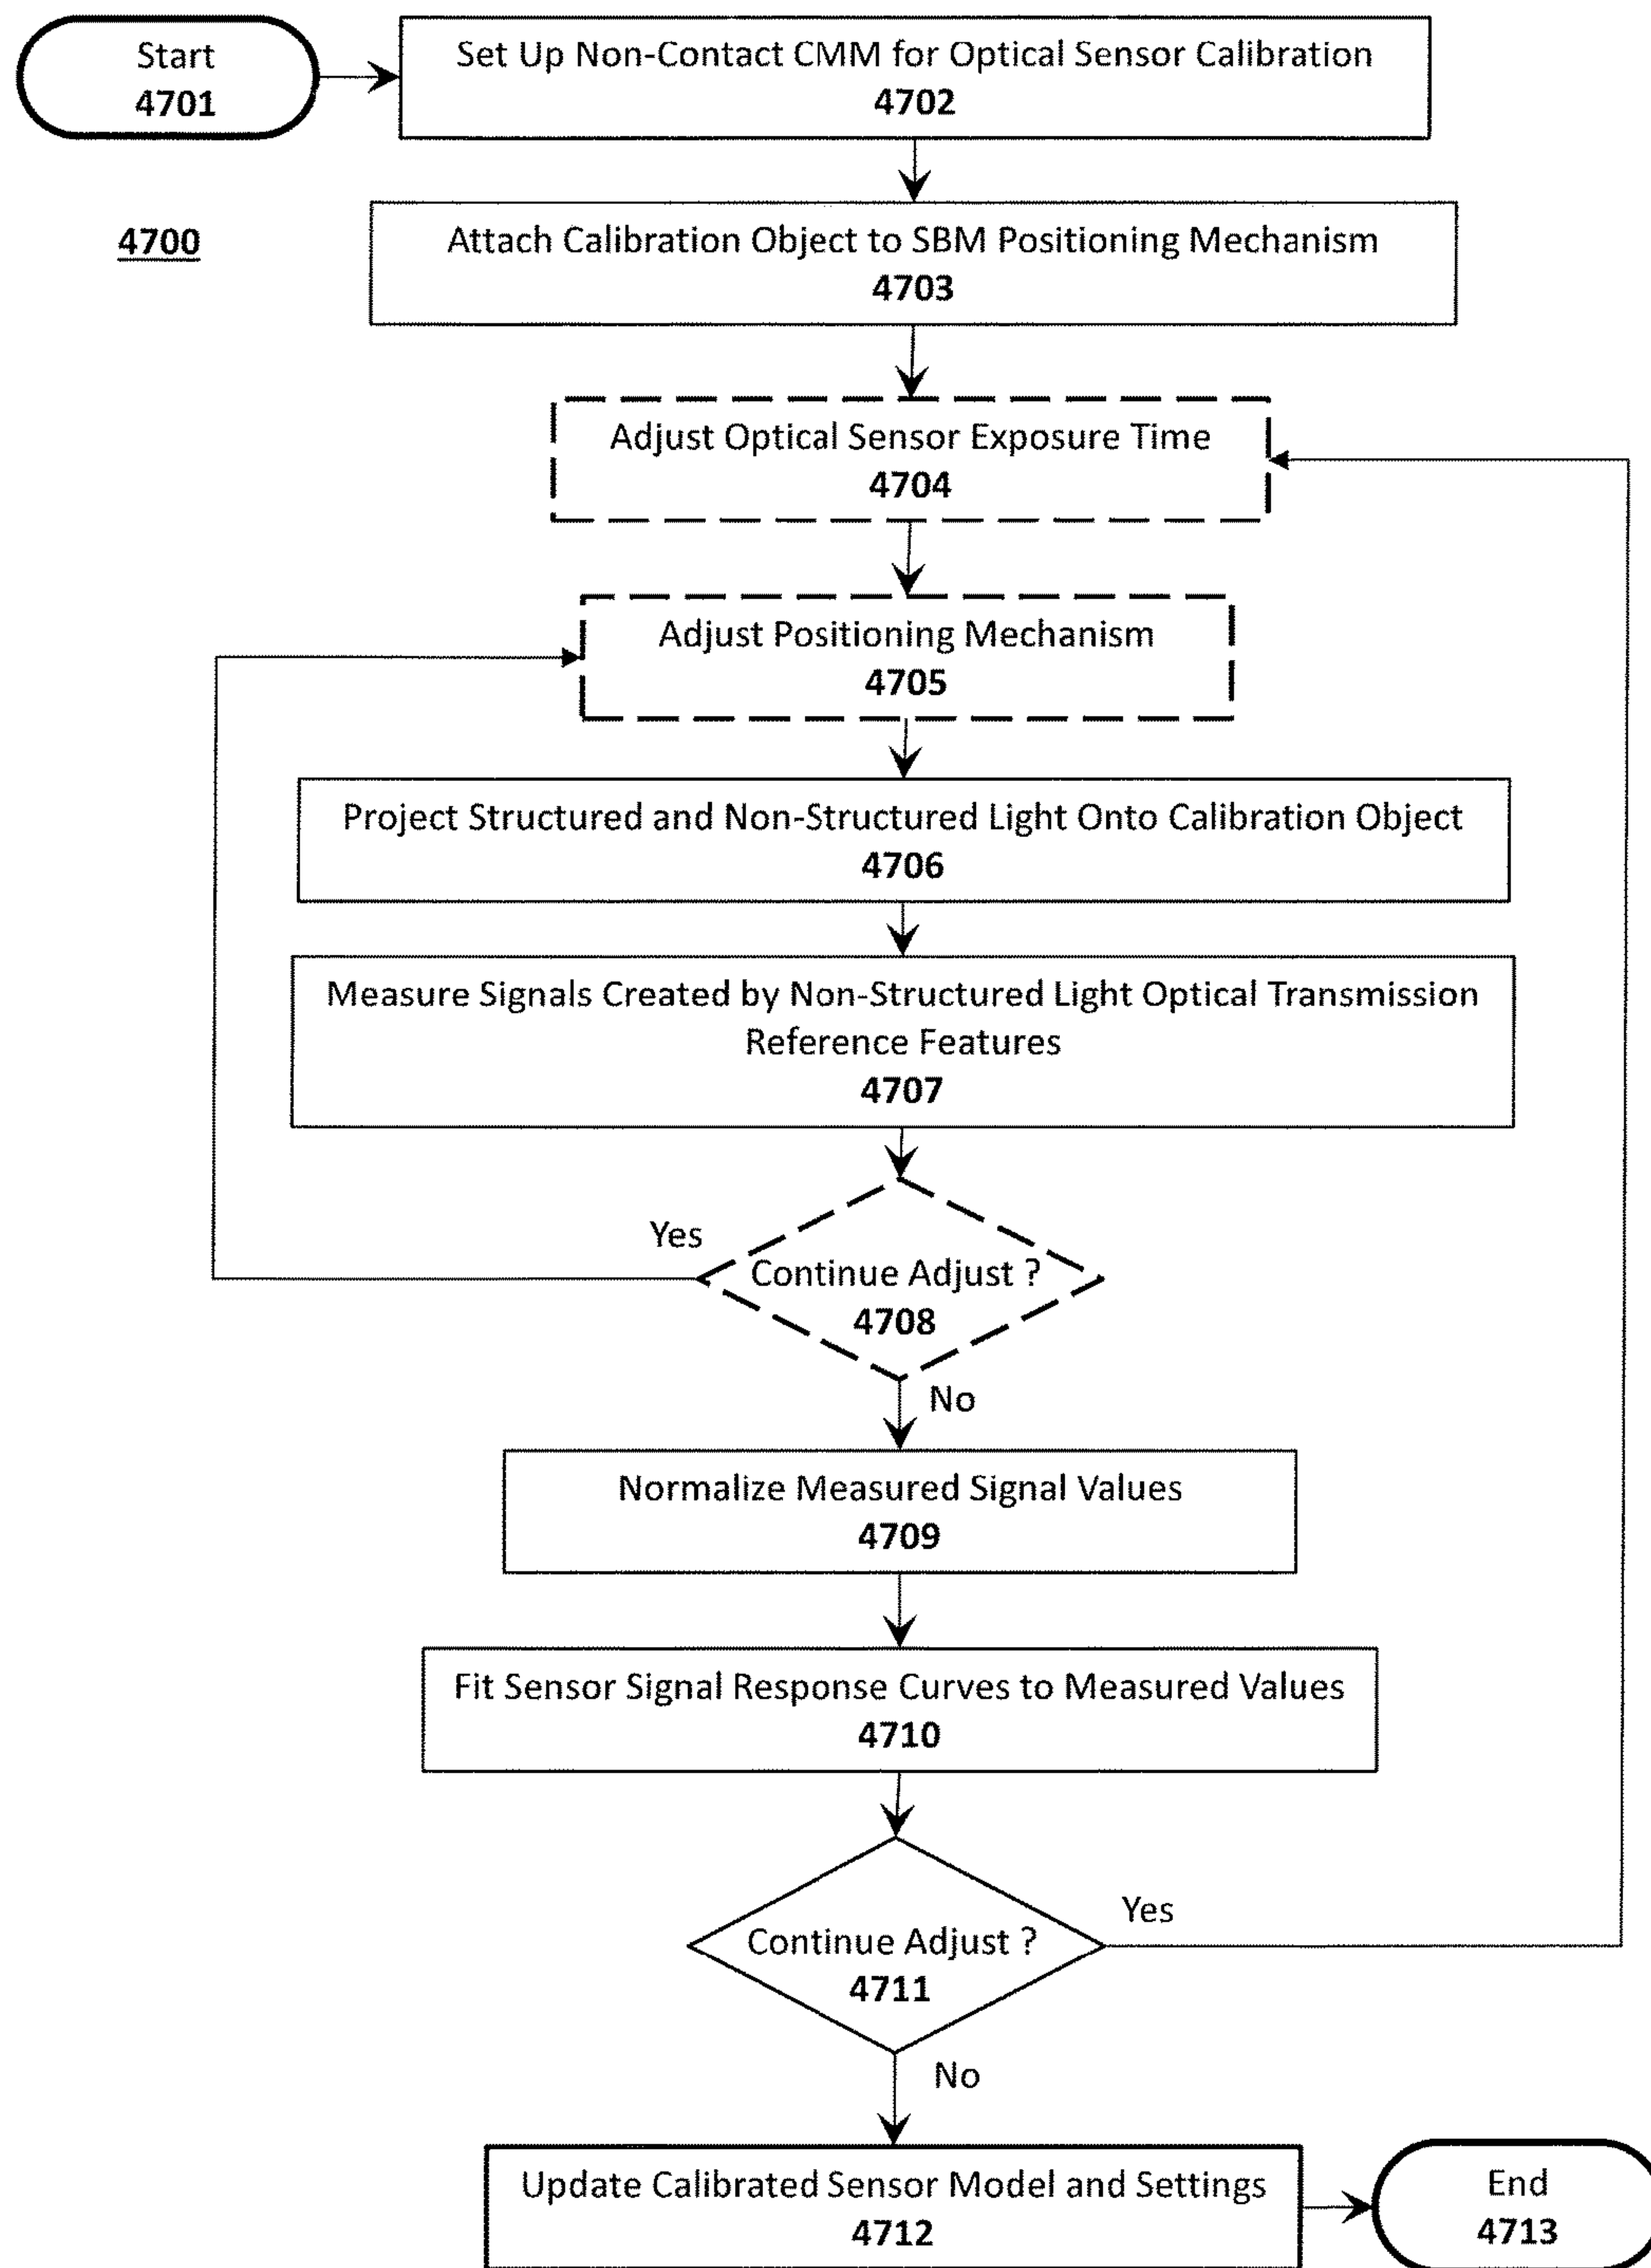 Start
4701
Set Up Non-Contact CMM for Optical Sensor Calibration
4702
4700
Attach Calibration Object to SBM Positioning Mechanism
4703
Adjust Optical Sensor Exposure Time
4704
Adjust Positioning Mechanism
4705
Project Structured and Non-Structured Light Onto Calibration Object
4706
Measure Signals Created by Non-Structured Light Optical Transmission
Reference Features
4707
Yes
Continue Adjust ?
4708
No
Normalize Measured Signal Values
4709
Fit Sensor Signal Response Curves to Measured Values
4710
Yes
Continue Adjust ?
4711
No
Update Calibrated Sensor Model and Settings
4712
End
4713